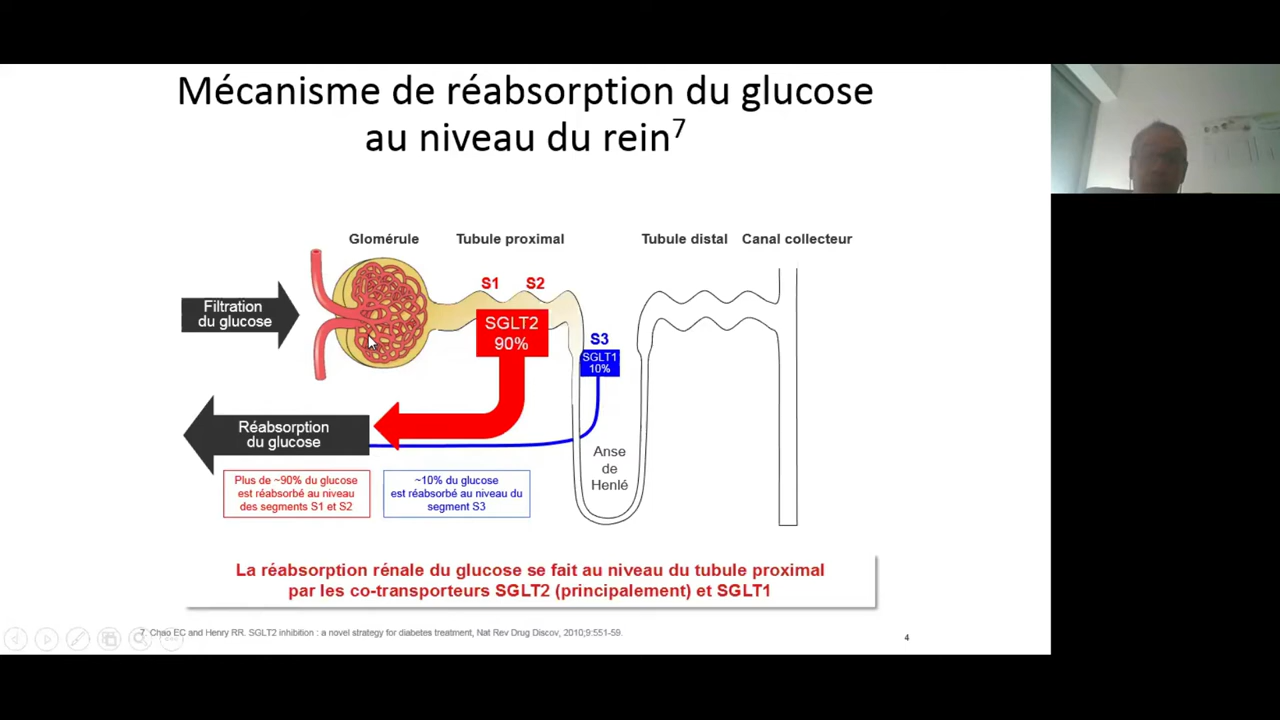 Mécanisme de réabsorption du glucose
au niveau du rein7
Glomérule
Tubule proximal
Tubule distal
Canal collecteur
S1
S2
Filtration
du glucose
SGLT2
90%
S3
SGLT1
10%
Réabsorption
du glucose
Anse
de
Henlé
Plus de ~90% du glucose
est réabsorbé au niveau
des segments S1 et S2
~10% du glucose
est réabsorbé au niveau du
segment S3
La réabsorption rénale du glucose se fait au niveau du tubule proximal
par les co-transporteurs SGLT2 (principalement) et SGLT1
7. Chao EC and Henry RR. SGLT2 inhibition : a novel strategy for diabetes treatment, Nat Rev Drug Discov, 2010;9:551-59.
4